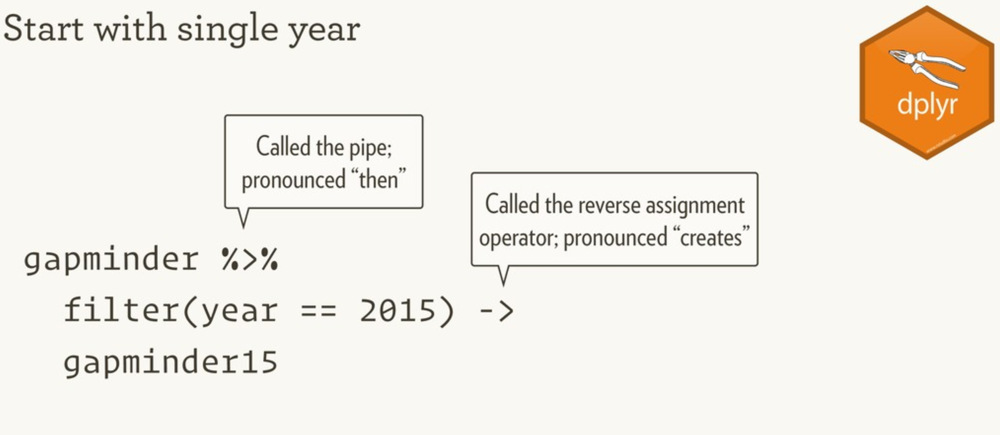 Start with single year
dplyr
www.rstudio.com
Called the pipe;
pronounced “then”
Called the reverse assignment
operator; pronounced “creates”
gapminder %>%
filter(year == 2015) ->
gapminder15